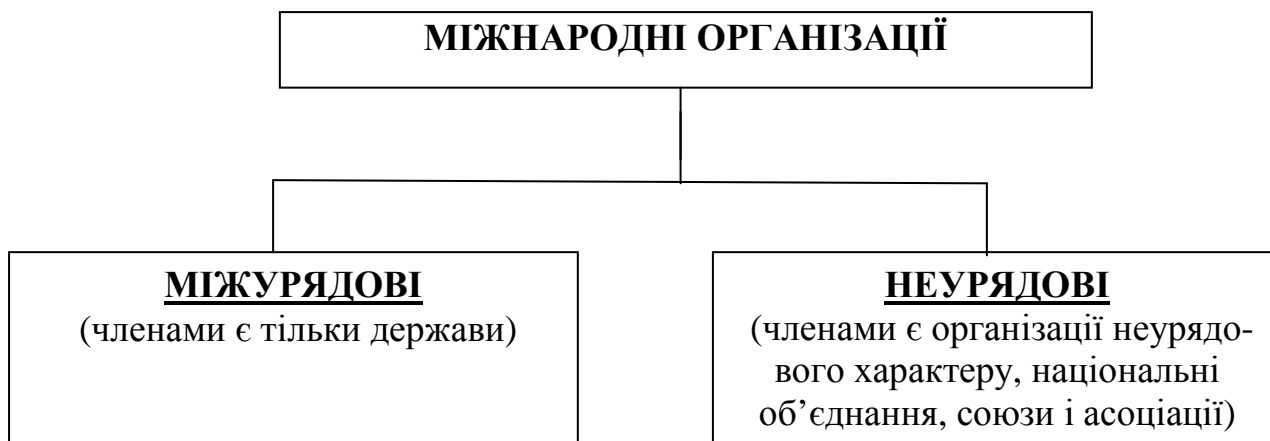 МІЖНАРОДНІ ОРГАНІЗАЦІЇ
МІЖУРЯДОВІ
(членами є тільки держави)
НЕУРЯДОВІ
(членами є організації неурядо-
вого характеру, національні
об’єднання, союзи і асоціації)